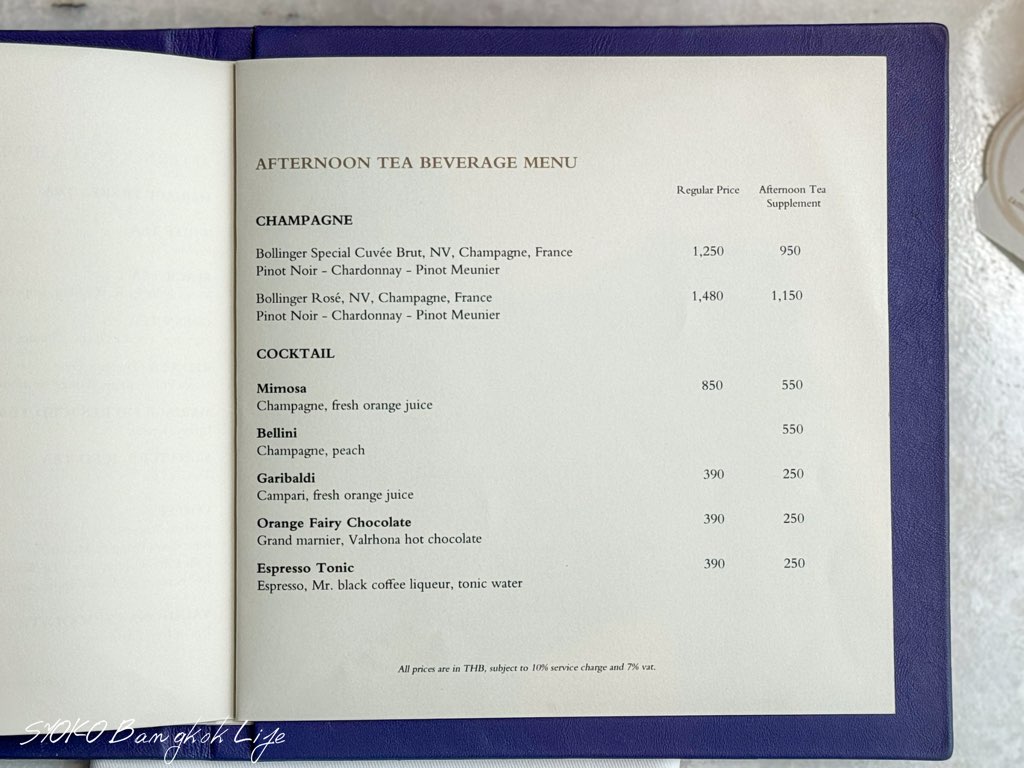 AFTERNOON TEA BEVERAGE MENU
Regular Price Afternoon Tea
Supplement
CHAMPAGNE
Bollinger Special Cuvée Brut, NV, Champagne, France 1,250 950
Pinot Noir - Chardonnay - Pinot Meunier
Bollinger Rosé, NV, Champagne, France 1,480 1,150
Pinot Noir - Chardonnay - Pinot Meunier
COCKTAIL
Mimosa 850 550
Champagne, fresh orange juice
Bellini 550
Champagne, peach
Garibaldi 390 250
Campari, fresh orange juice
Orange Fairy Chocolate 390 250
Grand marnier, Valrhona hot chocolate
Espresso Tonic 390 250
Espresso, Mr. black coffee liqueur, tonic water
All prices are in THB, subject to 10% service charge and 7% vat.
SYOKO Bangkok Life